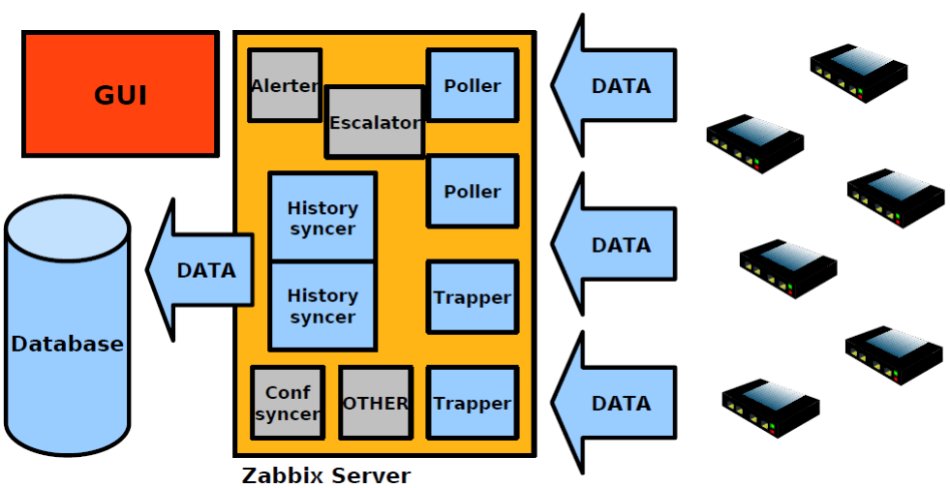 GUI
Alerter
Escalator
Poller
DATA
Poller
History
syncer
DATA
DATA
History
syncer
Trapper
Database
Conf
syncer
OTHER
Trapper
DATA
Zabbix Server